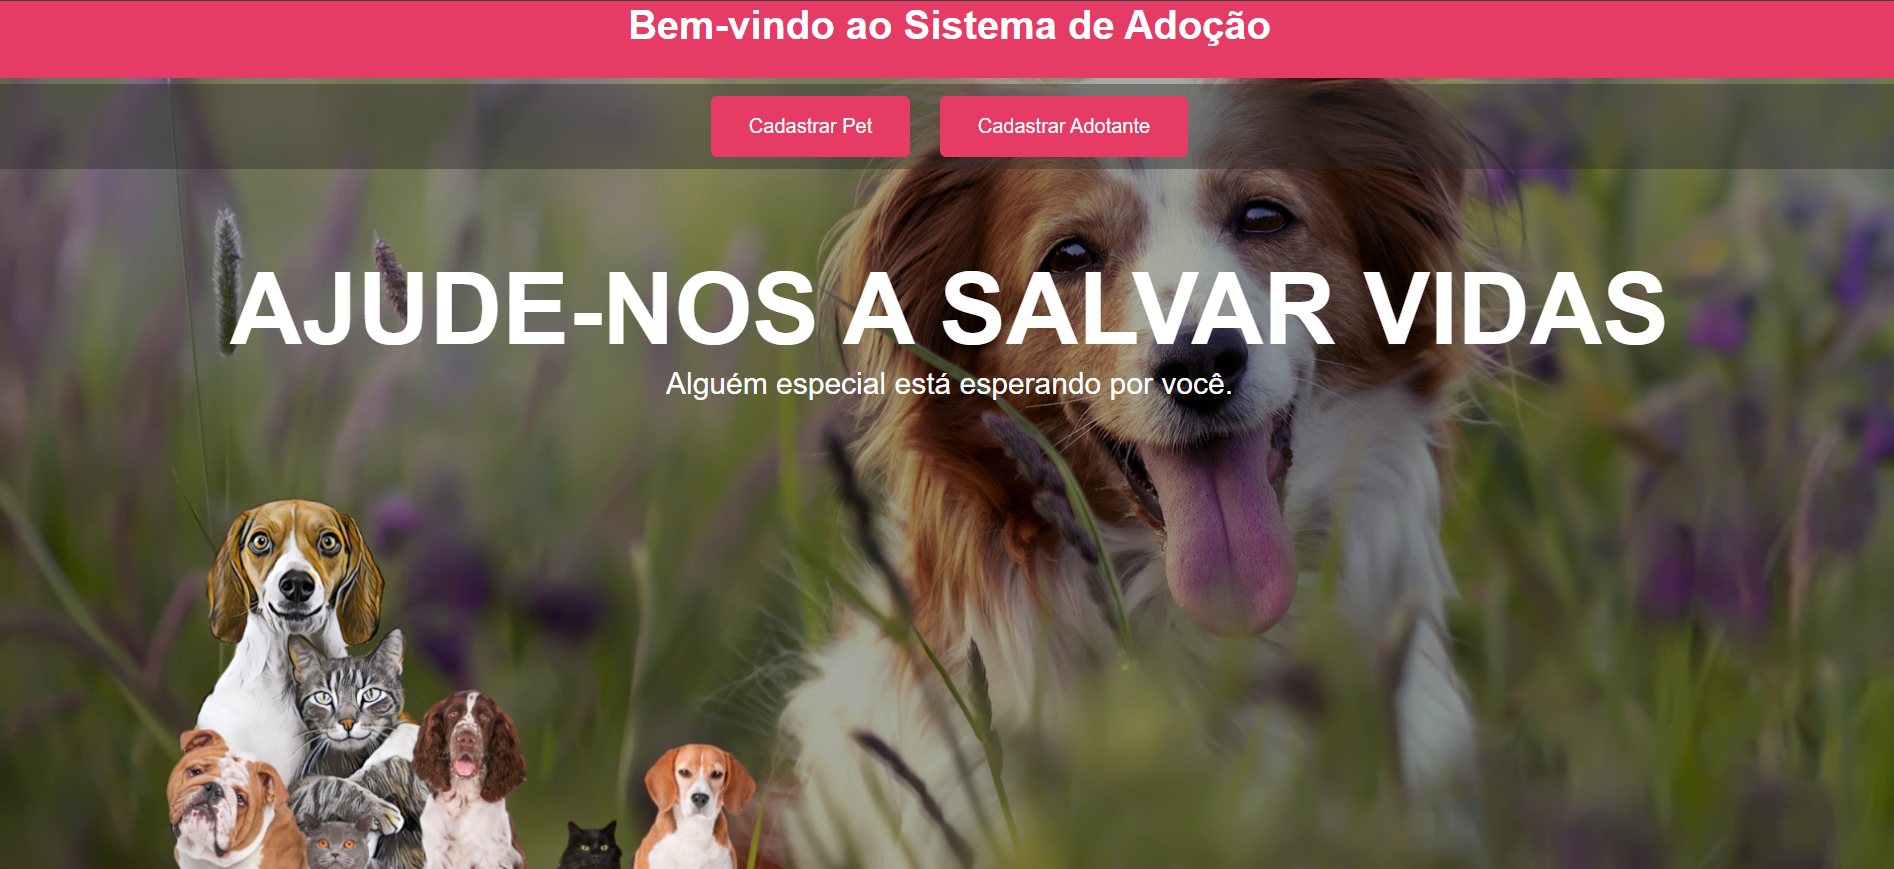 Bem-vindo ao Sistema de Adoção
Cadastrar Pet
Cadastrar Adotante
AJUDE-NOS A SALVAR VIDAS
Alguém especial está esperando por você.